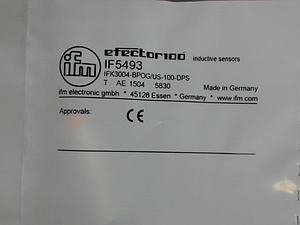 ifm
efector100 inductive sensors
IF5493
IFK3004-BPOG/US-100-DPS
T AE 1504 5830 Made in Germany
ifm electronic gmbh * 45128 Essen * Germany * www.ifm.com
Approvals: CE